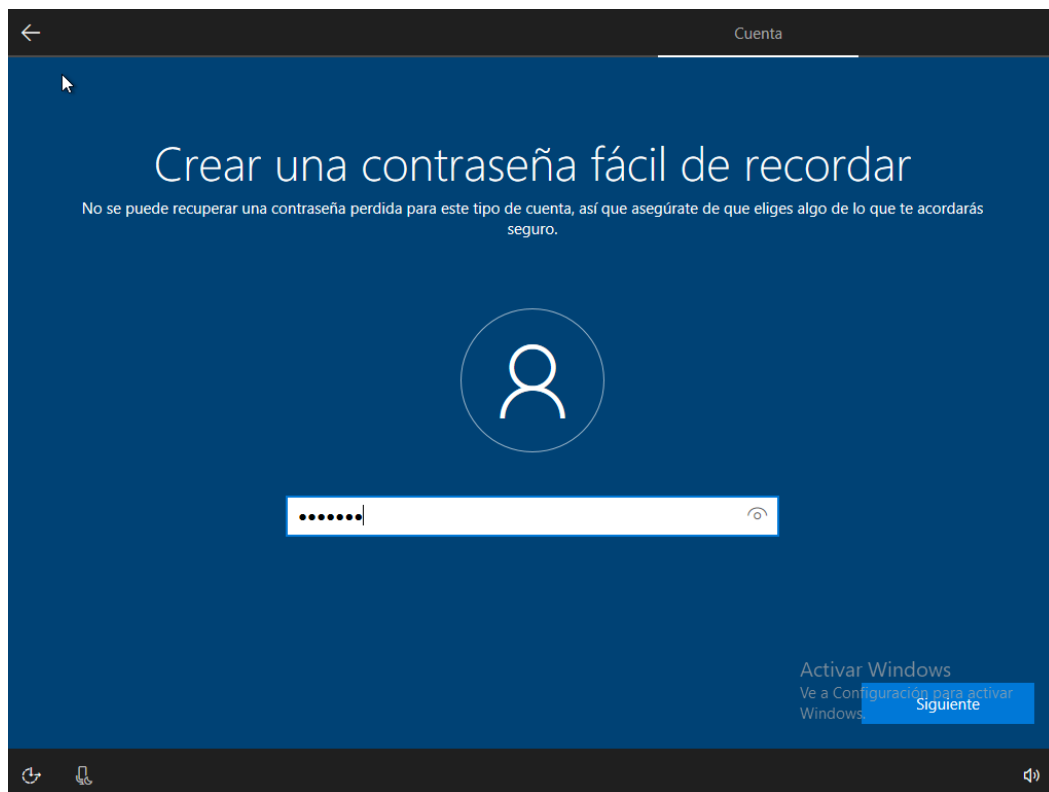 Cuenta
Crear una contraseña fácil de recordar
No se puede recuperar una contraseña perdida para este tipo de cuenta, así que asegúrate de que eliges algo de lo que te acordarás
seguro.
•••••••
Activar Windows
Ve a Configuración para activar
Windows.
Siguiente